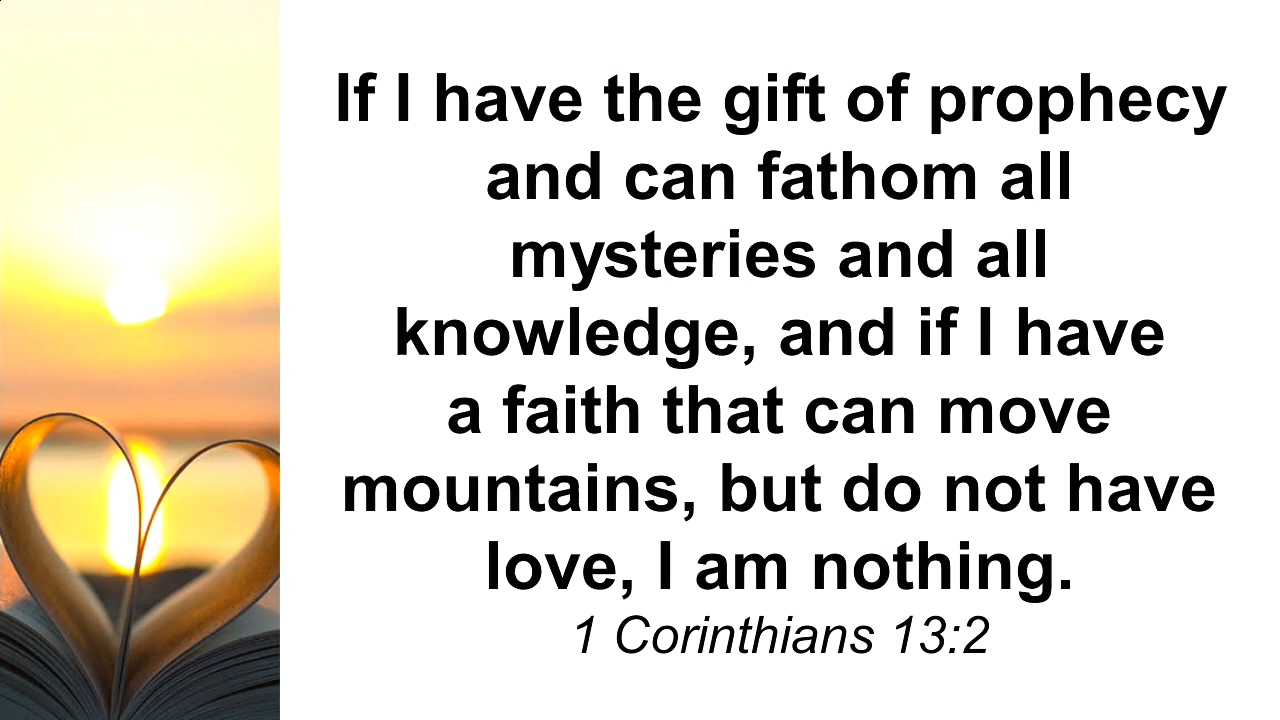 If I have the gift of prophecy
and can fathom all
mysteries and all
knowledge, and if I have
a faith that can move
mountains, but do not have
love, I am nothing.
1 Corinthians 13:2